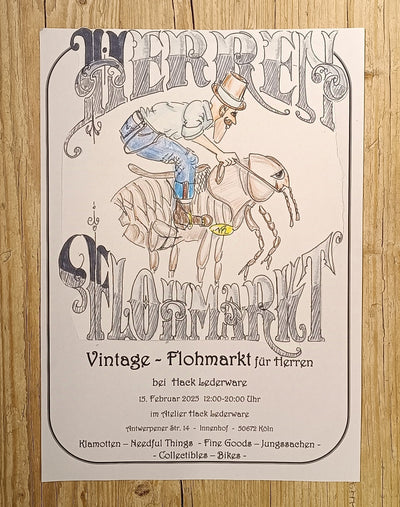 HERREN
FLOHMARKT
Vintage - Flohmarkt für Herren
bei Hack Lederware
15. Februar 2025 12:00-20:00 Uhr
im Atelier Hack Lederware
Antwerpener Str. 14 - Innenhof - 50672 Köln
Klamotten – Needful Things - Fine Goods – Jungssachen -
- Collectibles – Bikes -